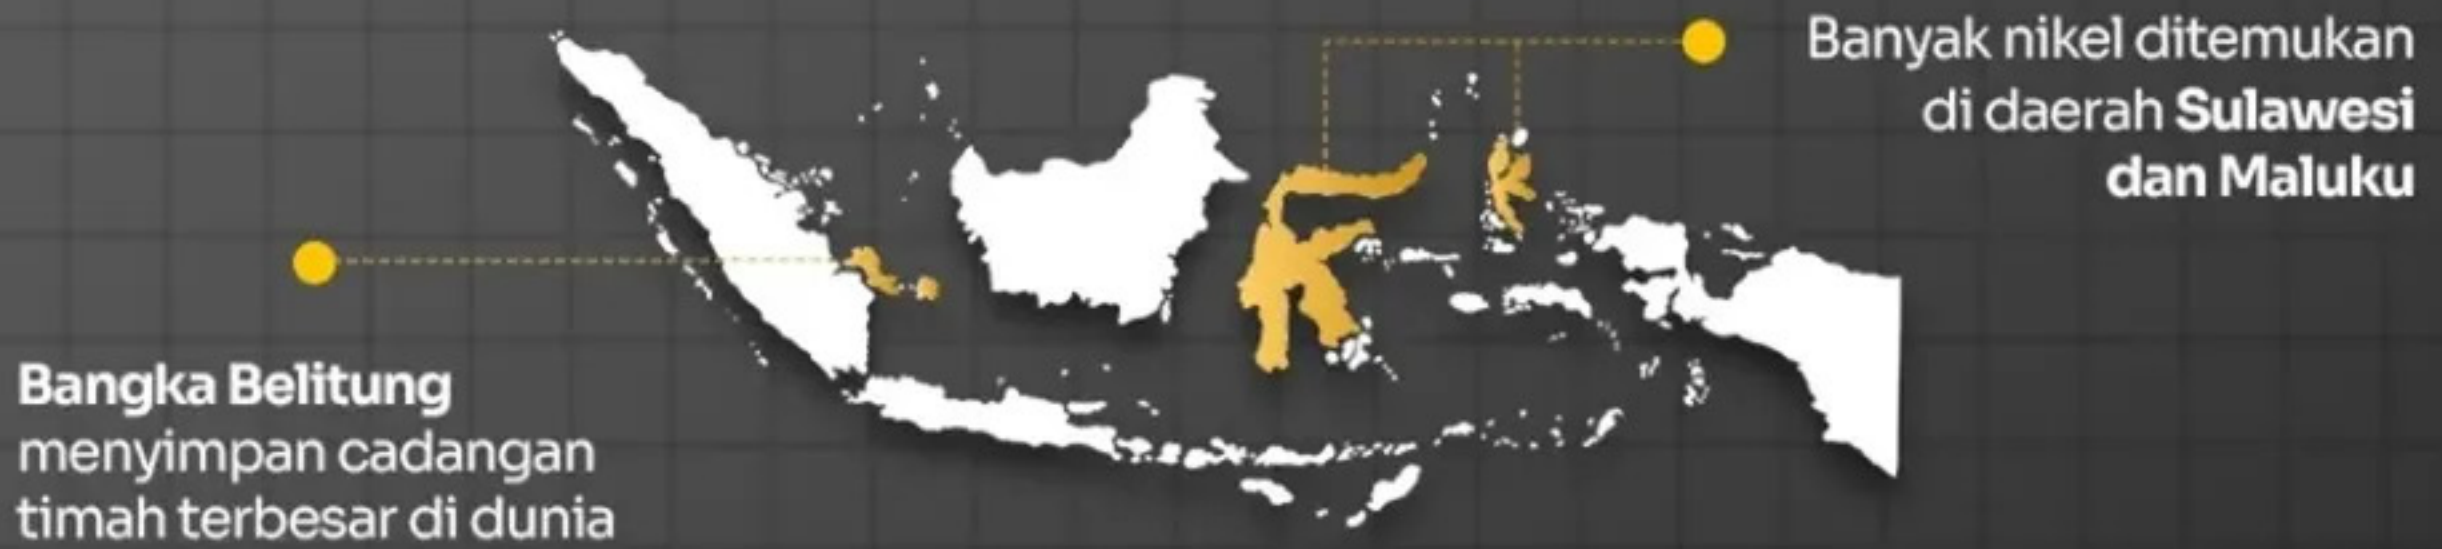 Banyak nikel ditemukan
di daerah Sulawesi
dan Maluku
Bangka Belitung
menyimpan cadangan
timah terbesar di dunia